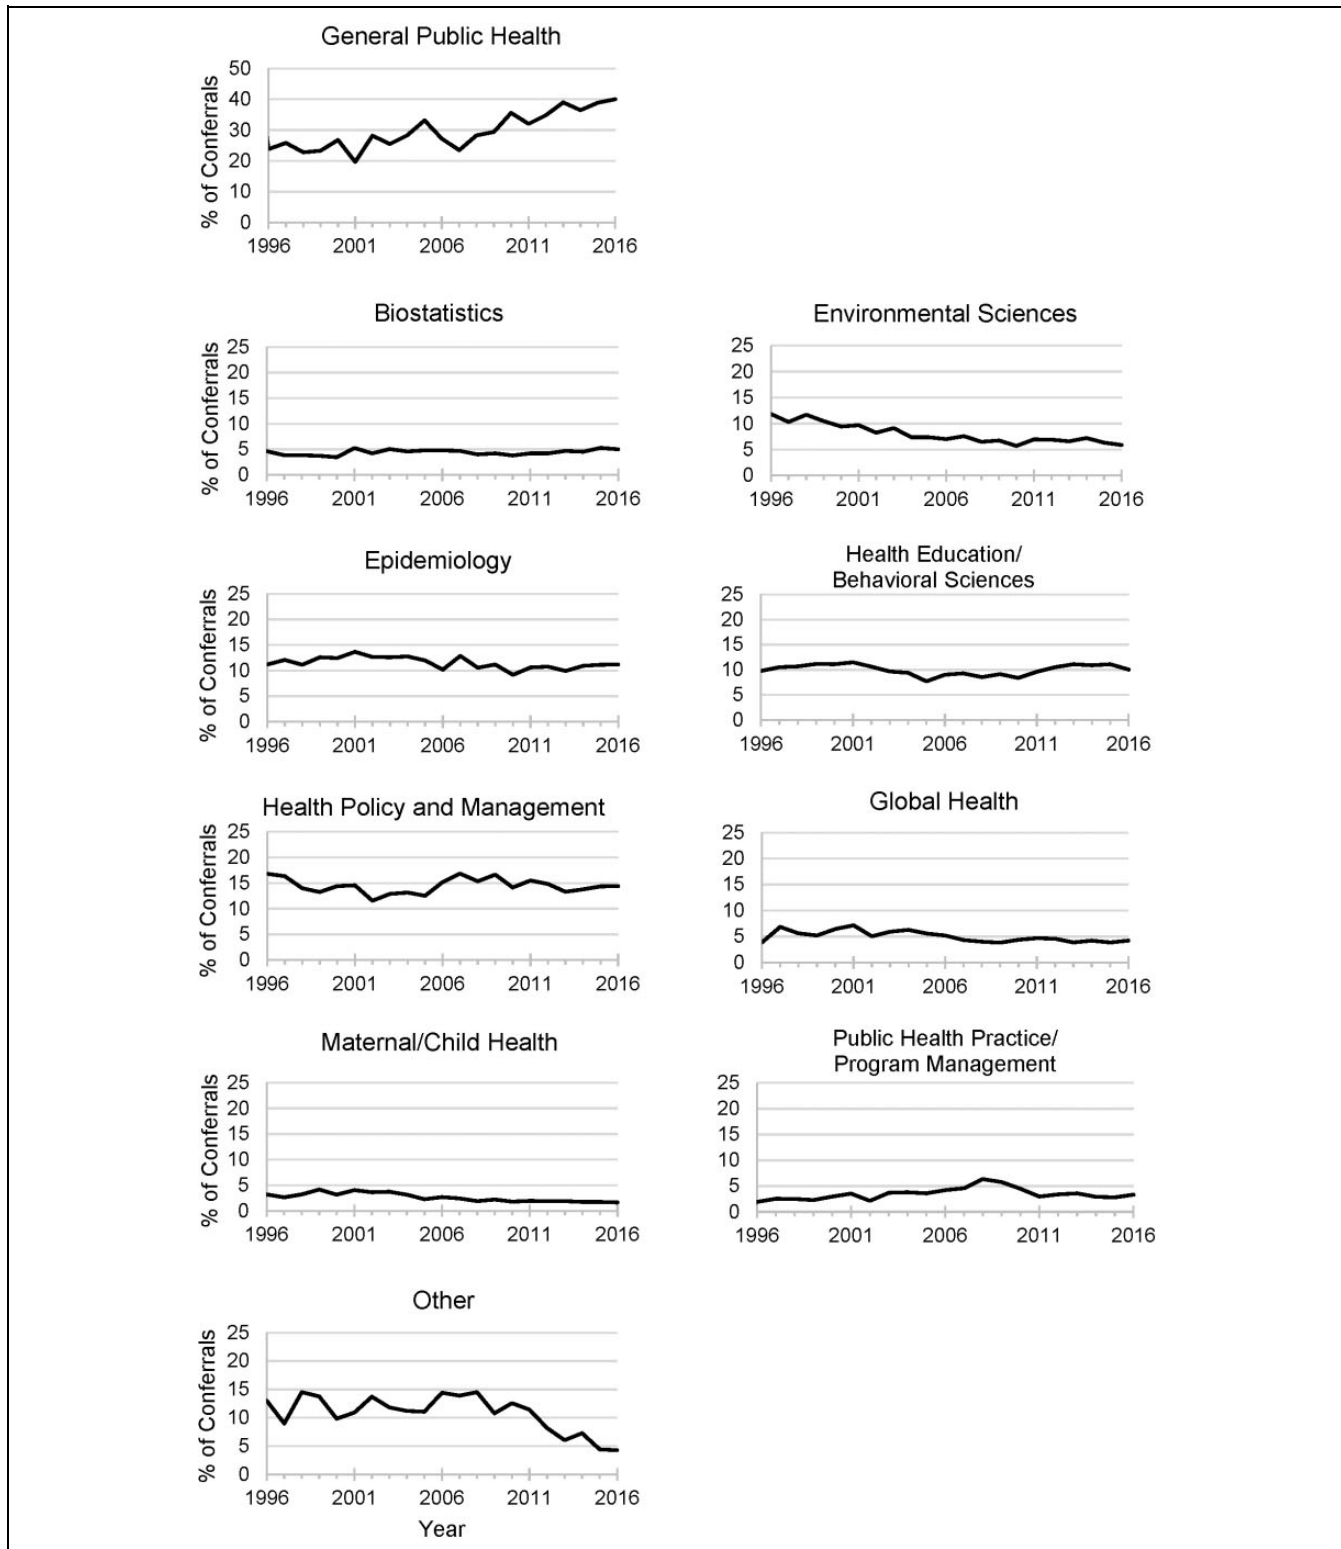 General Public Health
% of Conferrals
50
40
30
20
10
0
1996 2001 2006 2011 2016
Biostatistics
% of Conferrals
25
20
15
10
5
0
1996 2001 2006 2011 2016
Environmental Sciences
25
20
15
10
5
0
1996 2001 2006 2011 2016
Epidemiology
% of Conferrals
25
20
15
10
5
0
1996 2001 2006 2011 2016
Health Education/
Behavioral Sciences
25
20
15
10
5
0
1996 2001 2006 2011 2016
Health Policy and Management
% of Conferrals
25
20
15
10
5
0
1996 2001 2006 2011 2016
Global Health
25
20
15
10
5
0
1996 2001 2006 2011 2016
Maternal/Child Health
% of Conferrals
25
20
15
10
5
0
1996 2001 2006 2011 2016
Public Health Practice/
Program Management
25
20
15
10
5
0
1996 2001 2006 2011 2016
Other
% of Conferrals
25
20
15
10
5
0
1996 2001 2006 2011 2016
Year